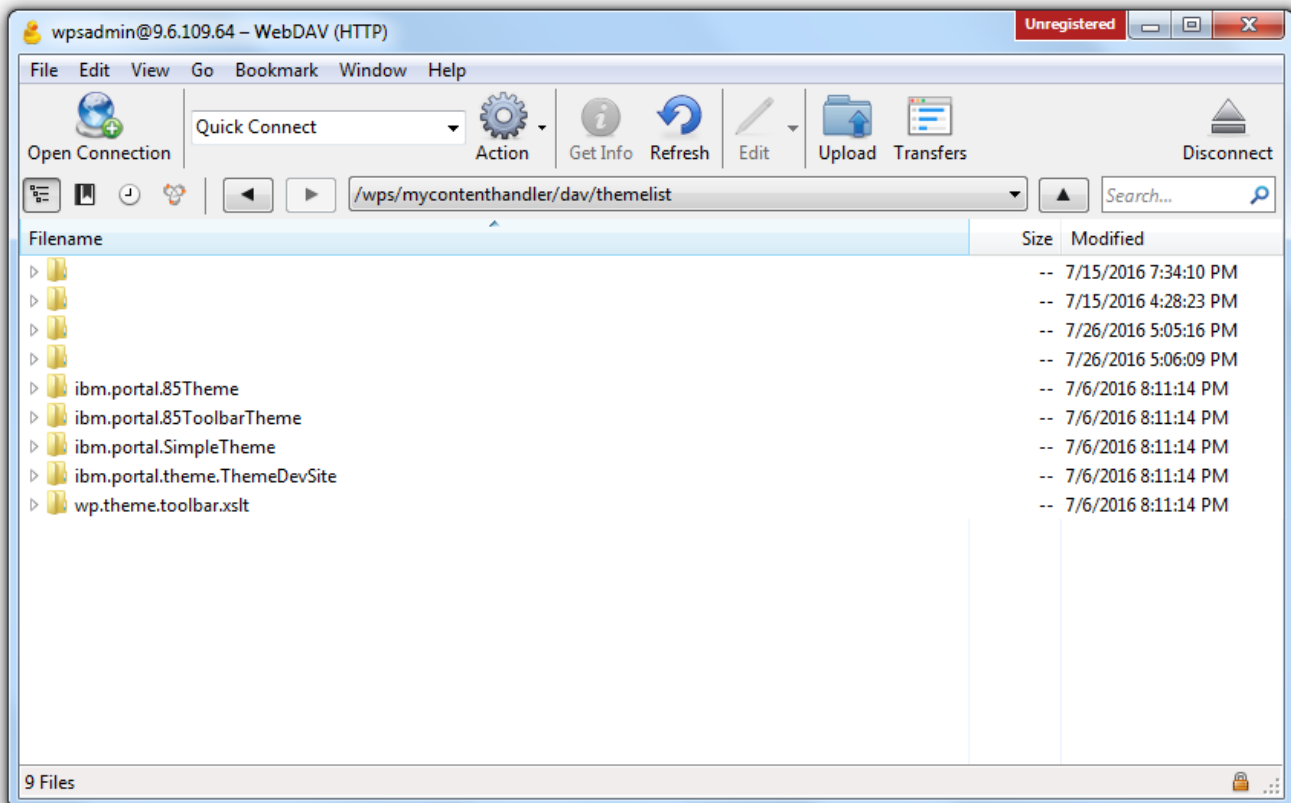 wpsadmin@9.6.109.64 – WebDAV (HTTP) Unregistered
File Edit View Go Bookmark Window Help
Quick Connect
Open Connection Action Get Info Refresh Edit Upload Transfers Disconnect
/wps/mycontenthandler/dav/themelist Search...
Filename Size Modified
-- 7/15/2016 7:34:10 PM
-- 7/15/2016 4:28:23 PM
-- 7/26/2016 5:05:16 PM
-- 7/26/2016 5:06:09 PM
ibm.portal.85Theme -- 7/6/2016 8:11:14 PM
ibm.portal.85ToolbarTheme -- 7/6/2016 8:11:14 PM
ibm.portal.SimpleTheme -- 7/6/2016 8:11:14 PM
ibm.portal.theme.ThemeDevSite -- 7/6/2016 8:11:14 PM
wp.theme.toolbar.xslt -- 7/6/2016 8:11:14 PM
9 Files